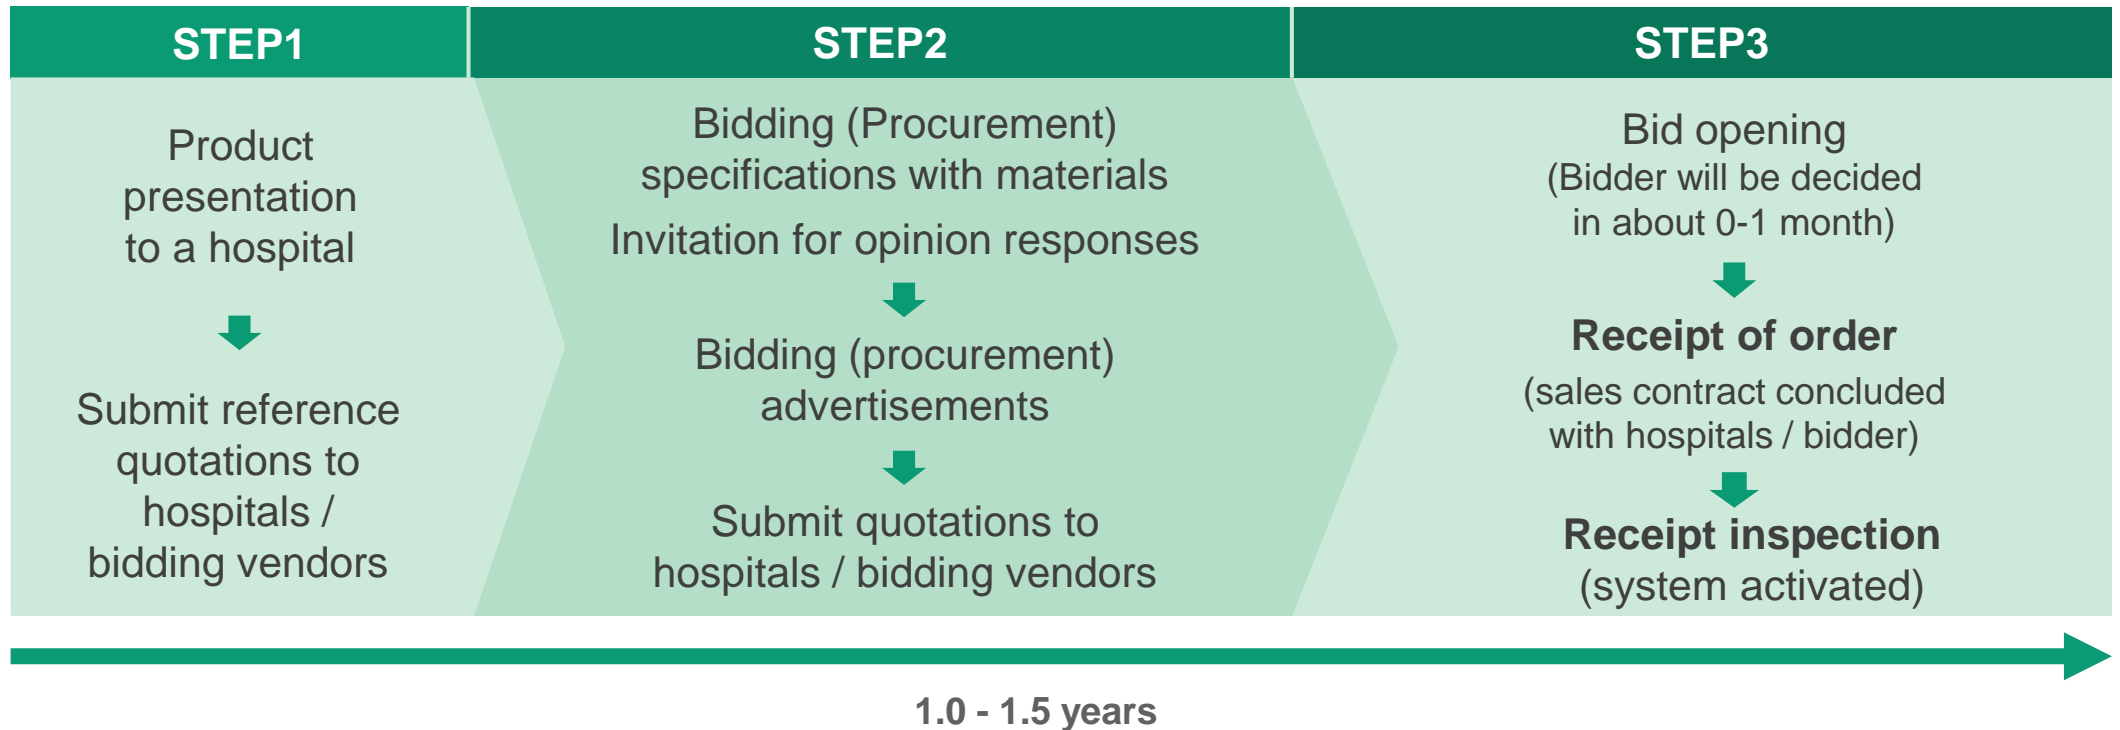 STEP1
Product
presentation
to a hospital
Submit reference
quotations to
hospitals /
bidding vendors
STEP2
Bidding (Procurement)
specifications with materials
Invitation for opinion responses
Bidding (procurement)
advertisements
Submit quotations to
hospitals / bidding vendors
STEP3
Bid opening
(Bidder will be decided
in about 0-1 month)
Receipt of order
(sales contract concluded
with hospitals / bidder)
Receipt inspection
(system activated)
1.0 - 1.5 years